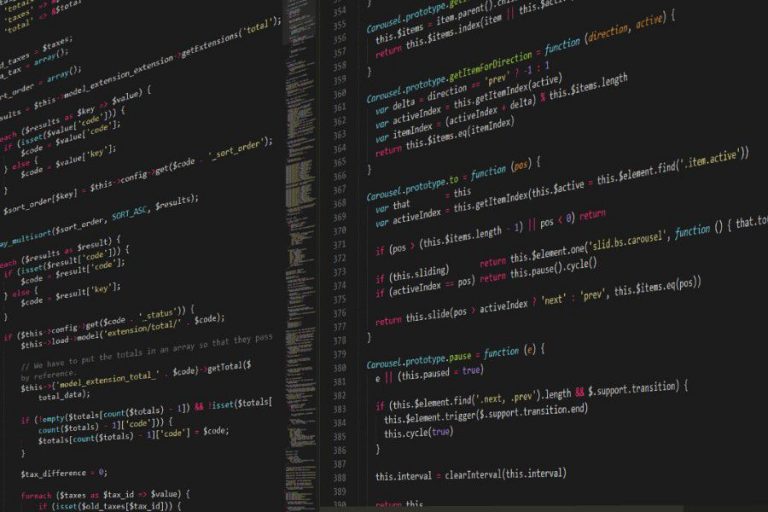 'total
'taxes' => $taxes
'total' => &$total
d_taxes = $taxes;
a_tax = array();
rt_order = array();
sults = $this->model_extension_extension->getExtensions('total');
each ($results as $key => $value) {
if (isset($value['code'])) {
$code = $value['code'];
} else {
$code = $value['key'];
}
$sort_order[$key] = $this->config->get($code . '_sort_order');
ay_multisort($sort_order, SORT_ASC, $results);
each ($results as $result) {
if (isset($result['code'])) {
$code = $result['code'];
} else {
$code = $result['key'];
}
if ($this->config->get($code . '_status')) {
$this->load->model('extension/total/' . $code);
// We have to put the totals in an array so that they pass
by reference.
$this->{'model_extension_total_' . $code}->getTotal($
total_data);
if (!empty($totals[count($totals) - 1]) && !isset($totals[
count($totals) - 1]['code'])) {
$totals[count($totals) - 1]['code'] = $code;
}
$tax_difference = 0;
foreach ($taxes as $tax_id => $value) {
if (isset($old_taxes[$tax_id])) {
354 Carousel.prototype.
355 this.$items = item.parent().
356 return this.$items.index(item || this.
357 }
358
359 Carousel.prototype.getItemForDirection = function (direction, active) {
360 var delta = direction == 'prev' ? -1 : 1
361 var activeIndex = this.getItemIndex(active)
362 var itemIndex = (activeIndex + delta) % this.$items.length
363 return this.$items.eq(itemIndex)
364 }
365
366
367 Carousel.prototype.to = function (pos) {
368 var that = this
369 var activeIndex = this.getItemIndex(this.$active = this.$element.find('.item.active'))
370
371 if (pos > (this.$items.length - 1) || pos < 0) return
372
373 if (this.sliding) return this.$element.one('slid.bs.carousel', function () { that.to(
374 if (activeIndex == pos) return this.pause().cycle()
375
376 return this.slide(pos > activeIndex ? 'next' : 'prev', this.$items.eq(pos))
377 }
378
379
380 Carousel.prototype.pause = function (e) {
381 e || (this.paused = true)
382
383 if (this.$element.find('.next, .prev').length && $.support.transition) {
384 this.$element.trigger($.support.transition.end)
385 this.cycle(true)
386 }
387
388 this.interval = clearInterval(this.interval)
389
390 return this